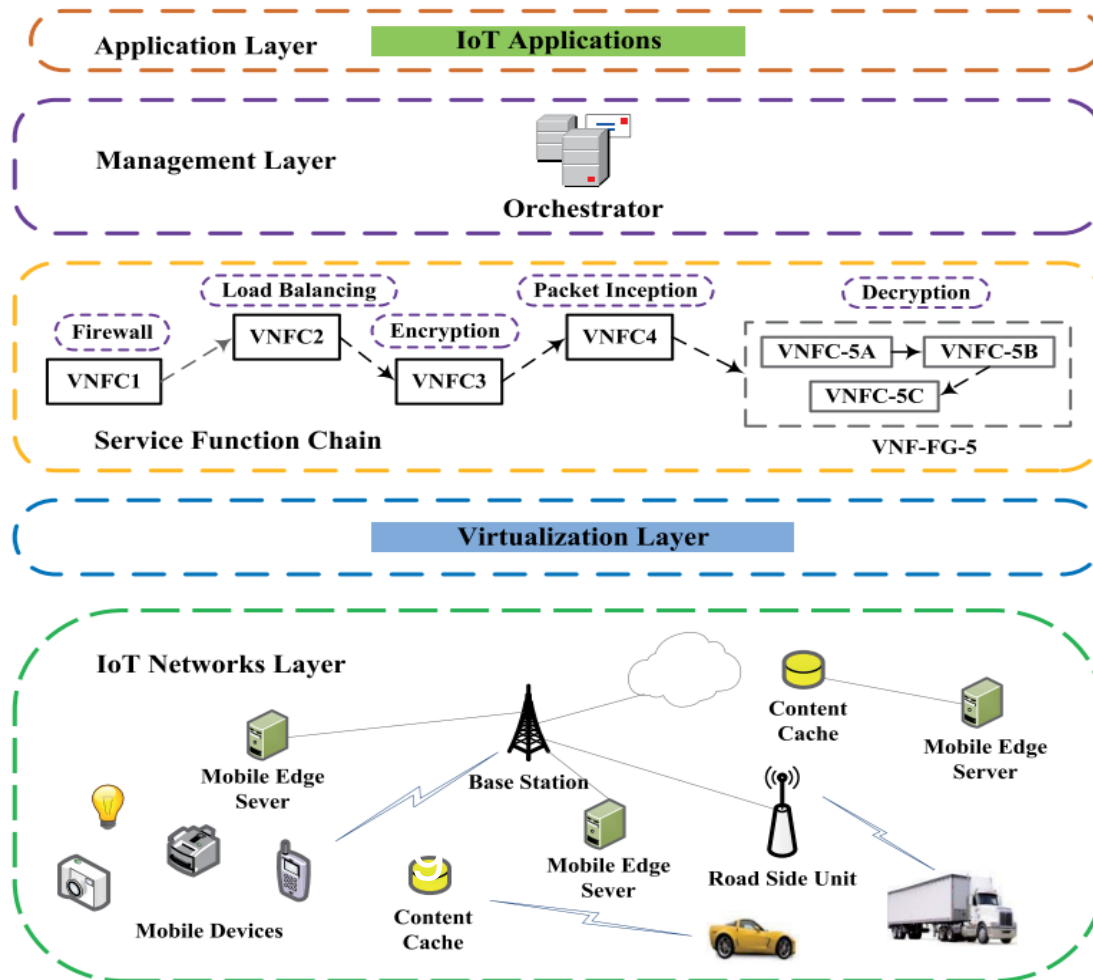 Application Layer
IoT Applications
Management Layer
Orchestrator
Load Balancing
Packet Inception
Decryption
Firewall
Encryption
VNFC1
VNFC2
VNFC3
VNFC4
VNFC-5A
VNFC-5B
VNFC-5C
Service Function Chain
VNF-FG-5
Virtualization Layer
IoT Networks Layer
Content
Cache
Mobile Edge
Server
Mobile Edge
Sever
Base Station
Mobile Edge
Sever
Road Side Unit
9
Mobile Devices
Content
Cache